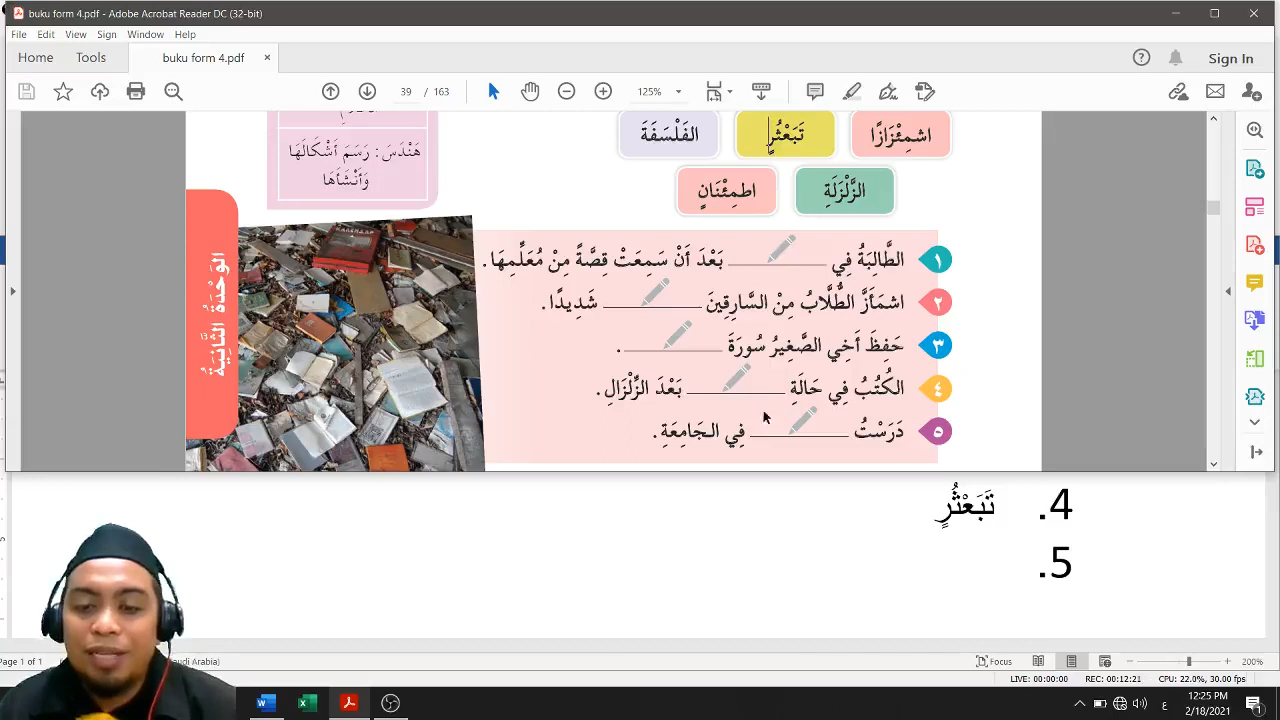 buku form 4.pdf - Adobe Acrobat Reader DC (32-bit)
File Edit View Sign Window Help
Home Tools buku form 4.pdf × Sign In
39 / 163 125%
اشمِئْزَازًا تَبَعْثُرٍ الفَلْسَفَةَ
الزَّلْزَلَةِ اطمِئْنَانٍ
هَنْدَسَ: رَسَمَ أَشْكَالَهَا
وَأَنْشَأَهَا
الوَحْدَةُ الثَّانِيَةُ
١ الطَّالِبَةُ فِي ________ بَعْدَ أَنْ سَمِعَتْ قِصَّةً مِنْ مُعَلِّمِهَا.
٢ اشمَأَزَّ الطُّلَّابُ مِنْ السَّارِقِينَ ________ شَدِيدًا.
٣ حَفِظَ أَخِي الصَّغِيرُ سُورَةَ ________.
٤ الكُتُبُ فِي حَالَةِ ________ بَعْدَ الزِّلْزَالِ.
٥ دَرَسْتُ ________ فِي الـجَامِعَةِ.
4. تَبَعْثُرٍ
5.
Page 1 of 1 Saudi Arabia) Focus 200%
LIVE: 00:00:00 REC: 00:12:21 CPU: 22.0%, 30.00 fps
12:25 PM
2/18/2021